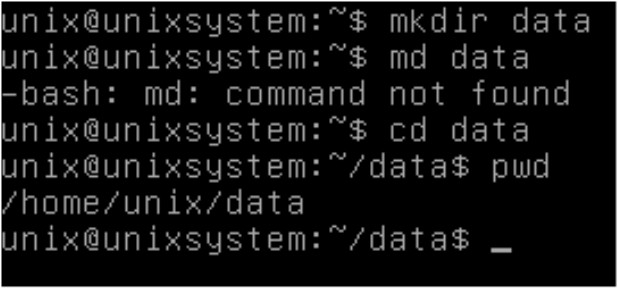 unix@unixsystem:~$ mkdir data
unix@unixsystem:~$ md data
-bash: md: command not found
unix@unixsystem:~$ cd data
unix@unixsystem:~/data$ pwd
/home/unix/data
unix@unixsystem:~/data$ _